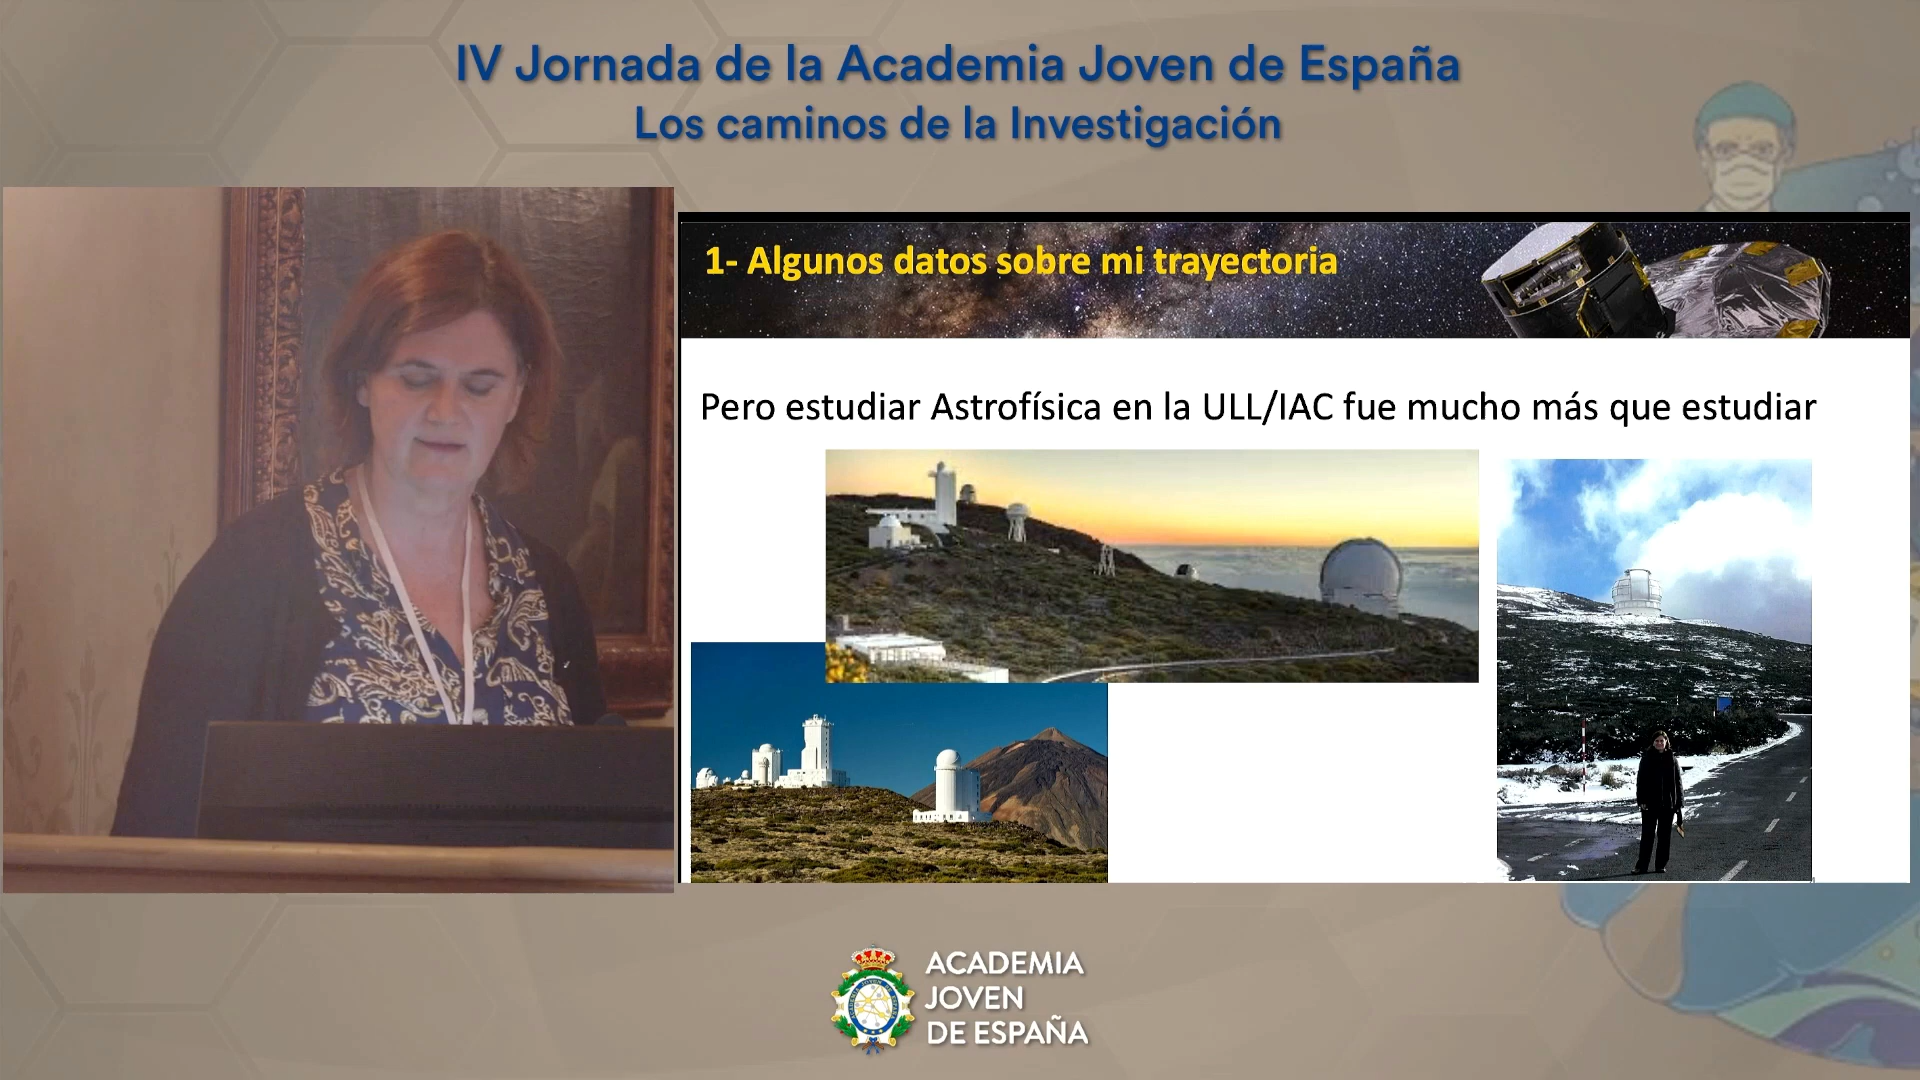 IV Jornada de la Academia Joven de España
Los caminos de la Investigación
1- Algunos datos sobre mi trayectoria
Pero estudiar Astrofísica en la ULL/IAC fue mucho más que estudiar
ACADEMIA
JOVEN
DE ESPAÑA